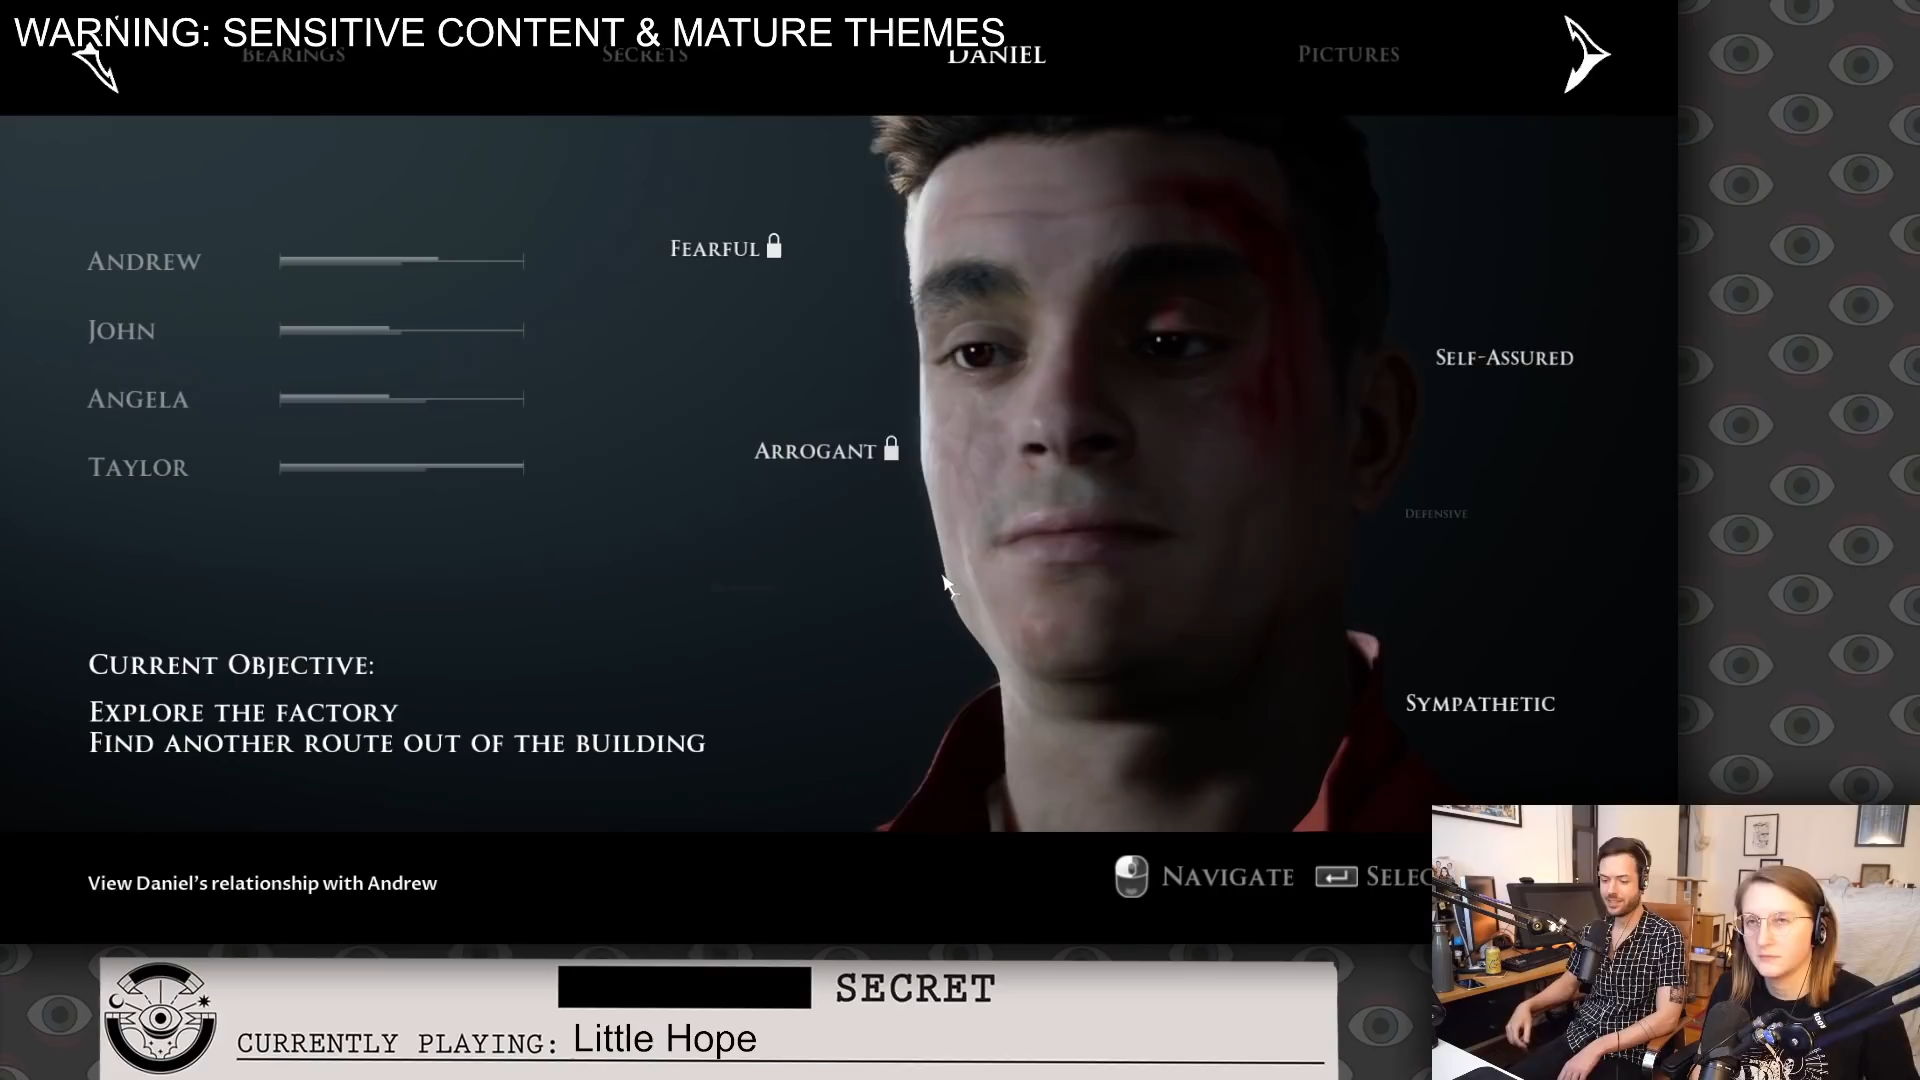 WARNING: SENSITIVE CONTENT & MATURE THEMES
BEARINGS
SECRETS
DANIEL
PICTURES
ANDREW
JOHN
ANGELA
TAYLOR
FEARFUL
ARROGANT
SELF-ASSURED
DEFENSIVE
SYMPATHETIC
CURRENT OBJECTIVE:
EXPLORE THE FACTORY
FIND ANOTHER ROUTE OUT OF THE BUILDING
View Daniel's relationship with Andrew
NAVIGATE
SELEC
SECRET
CURRENTLY PLAYING: Little Hope